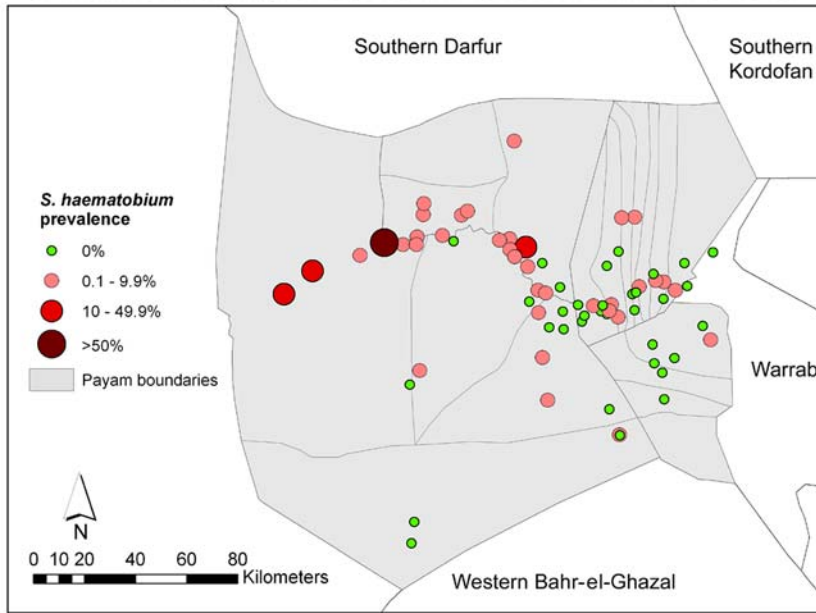 Southern Darfur
Southern
Kordofan
S. haematobium
prevalence
0%
0.1 - 9.9%
10 - 49.9%
>50%
Payam boundaries
Warrab
N
0 10 20 40 60 80
Kilometers
Western Bahr-el-Ghazal